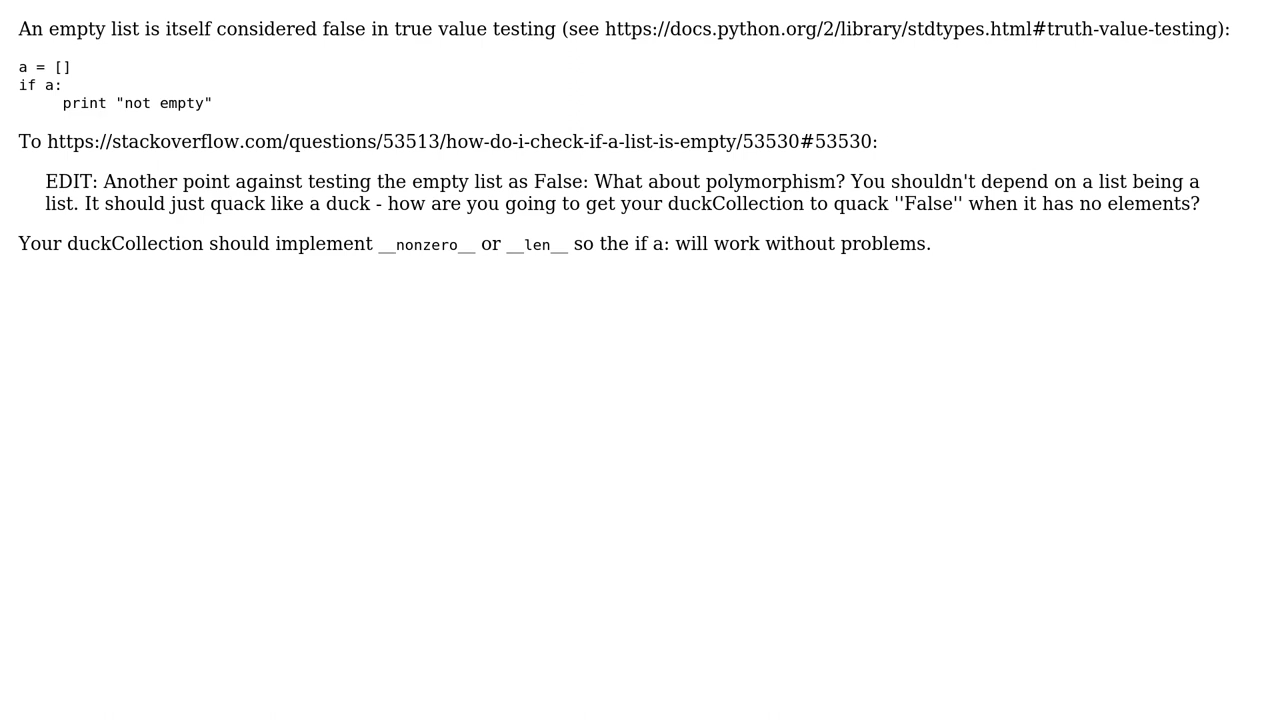 An empty list is itself considered false in true value testing (see https://docs.python.org/2/library/stdtypes.html#truth-value-testing):
a = []
if a:
     print "not empty"
To https://stackoverflow.com/questions/53513/how-do-i-check-if-a-list-is-empty/53530#53530:
EDIT: Another point against testing the empty list as False: What about polymorphism? You shouldn't depend on a list being a
list. It should just quack like a duck - how are you going to get your duckCollection to quack ''False'' when it has no elements?
Your duckCollection should implement __nonzero__ or __len__ so the if a: will work without problems.